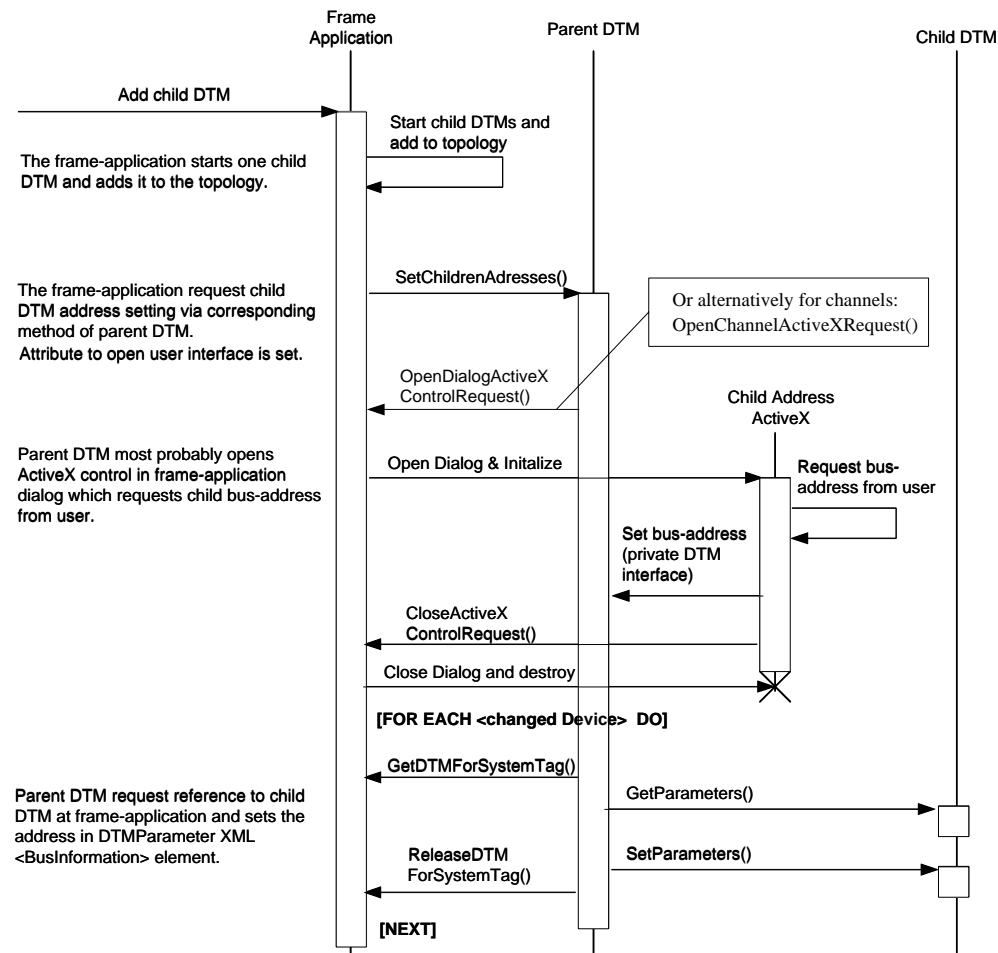 Frame
Application
Parent DTM
Child DTM
Add child DTM
Start child DTMs and
add to topology
The frame-application starts one child
DTM and adds it to the topology.
SetChildrenAdresses()
The frame-application request child
DTM address setting via corresponding
method of parent DTM.
Attribute to open user interface is set.
Or alternatively for channels:
OpenChannelActiveXRequest()
OpenDialogActiveX
ControlRequest()
Child Address
ActiveX
Parent DTM most probably opens
ActiveX control in frame-application
dialog which requests child bus-address
from user.
Open Dialog & Initalize
Request bus-
address from user
Set bus-address
(private DTM
interface)
CloseActiveX
ControlRequest()
Close Dialog and destroy
[FOR EACH <changed Device> DO]
GetDTMForSystemTag()
Parent DTM request reference to child
DTM at frame-application and sets the
address in DTMParameter XML
<BusInformation> element.
GetParameters()
ReleaseDTM
ForSystemTag()
SetParameters()
[NEXT]